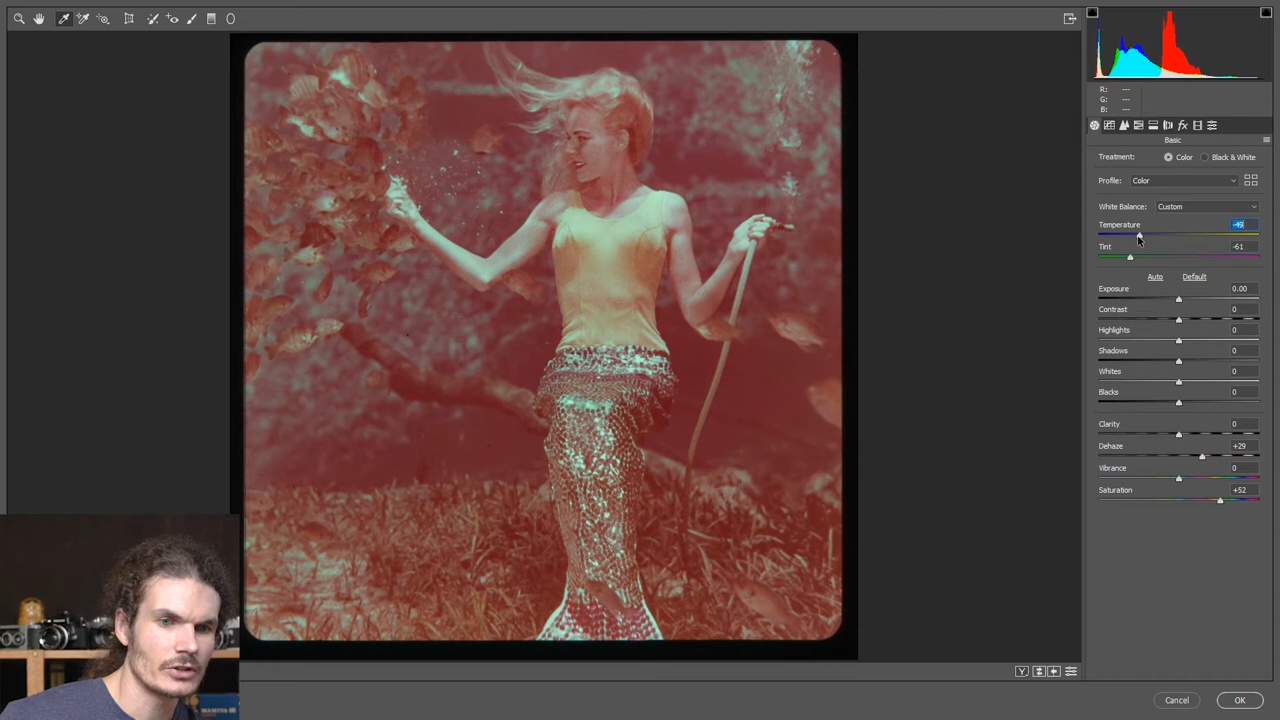 R: ---
G: ---
B: ---
Basic
Treatment: Color Black & White
Profile: Color
White Balance: Custom
Temperature -49
Tint -61
Auto Default
Exposure 0.00
Contrast 0
Highlights 0
Shadows 0
Whites 0
Blacks 0
Clarity 0
Dehaze +29
Vibrance 0
Saturation +52
fx
Y
Cancel OK